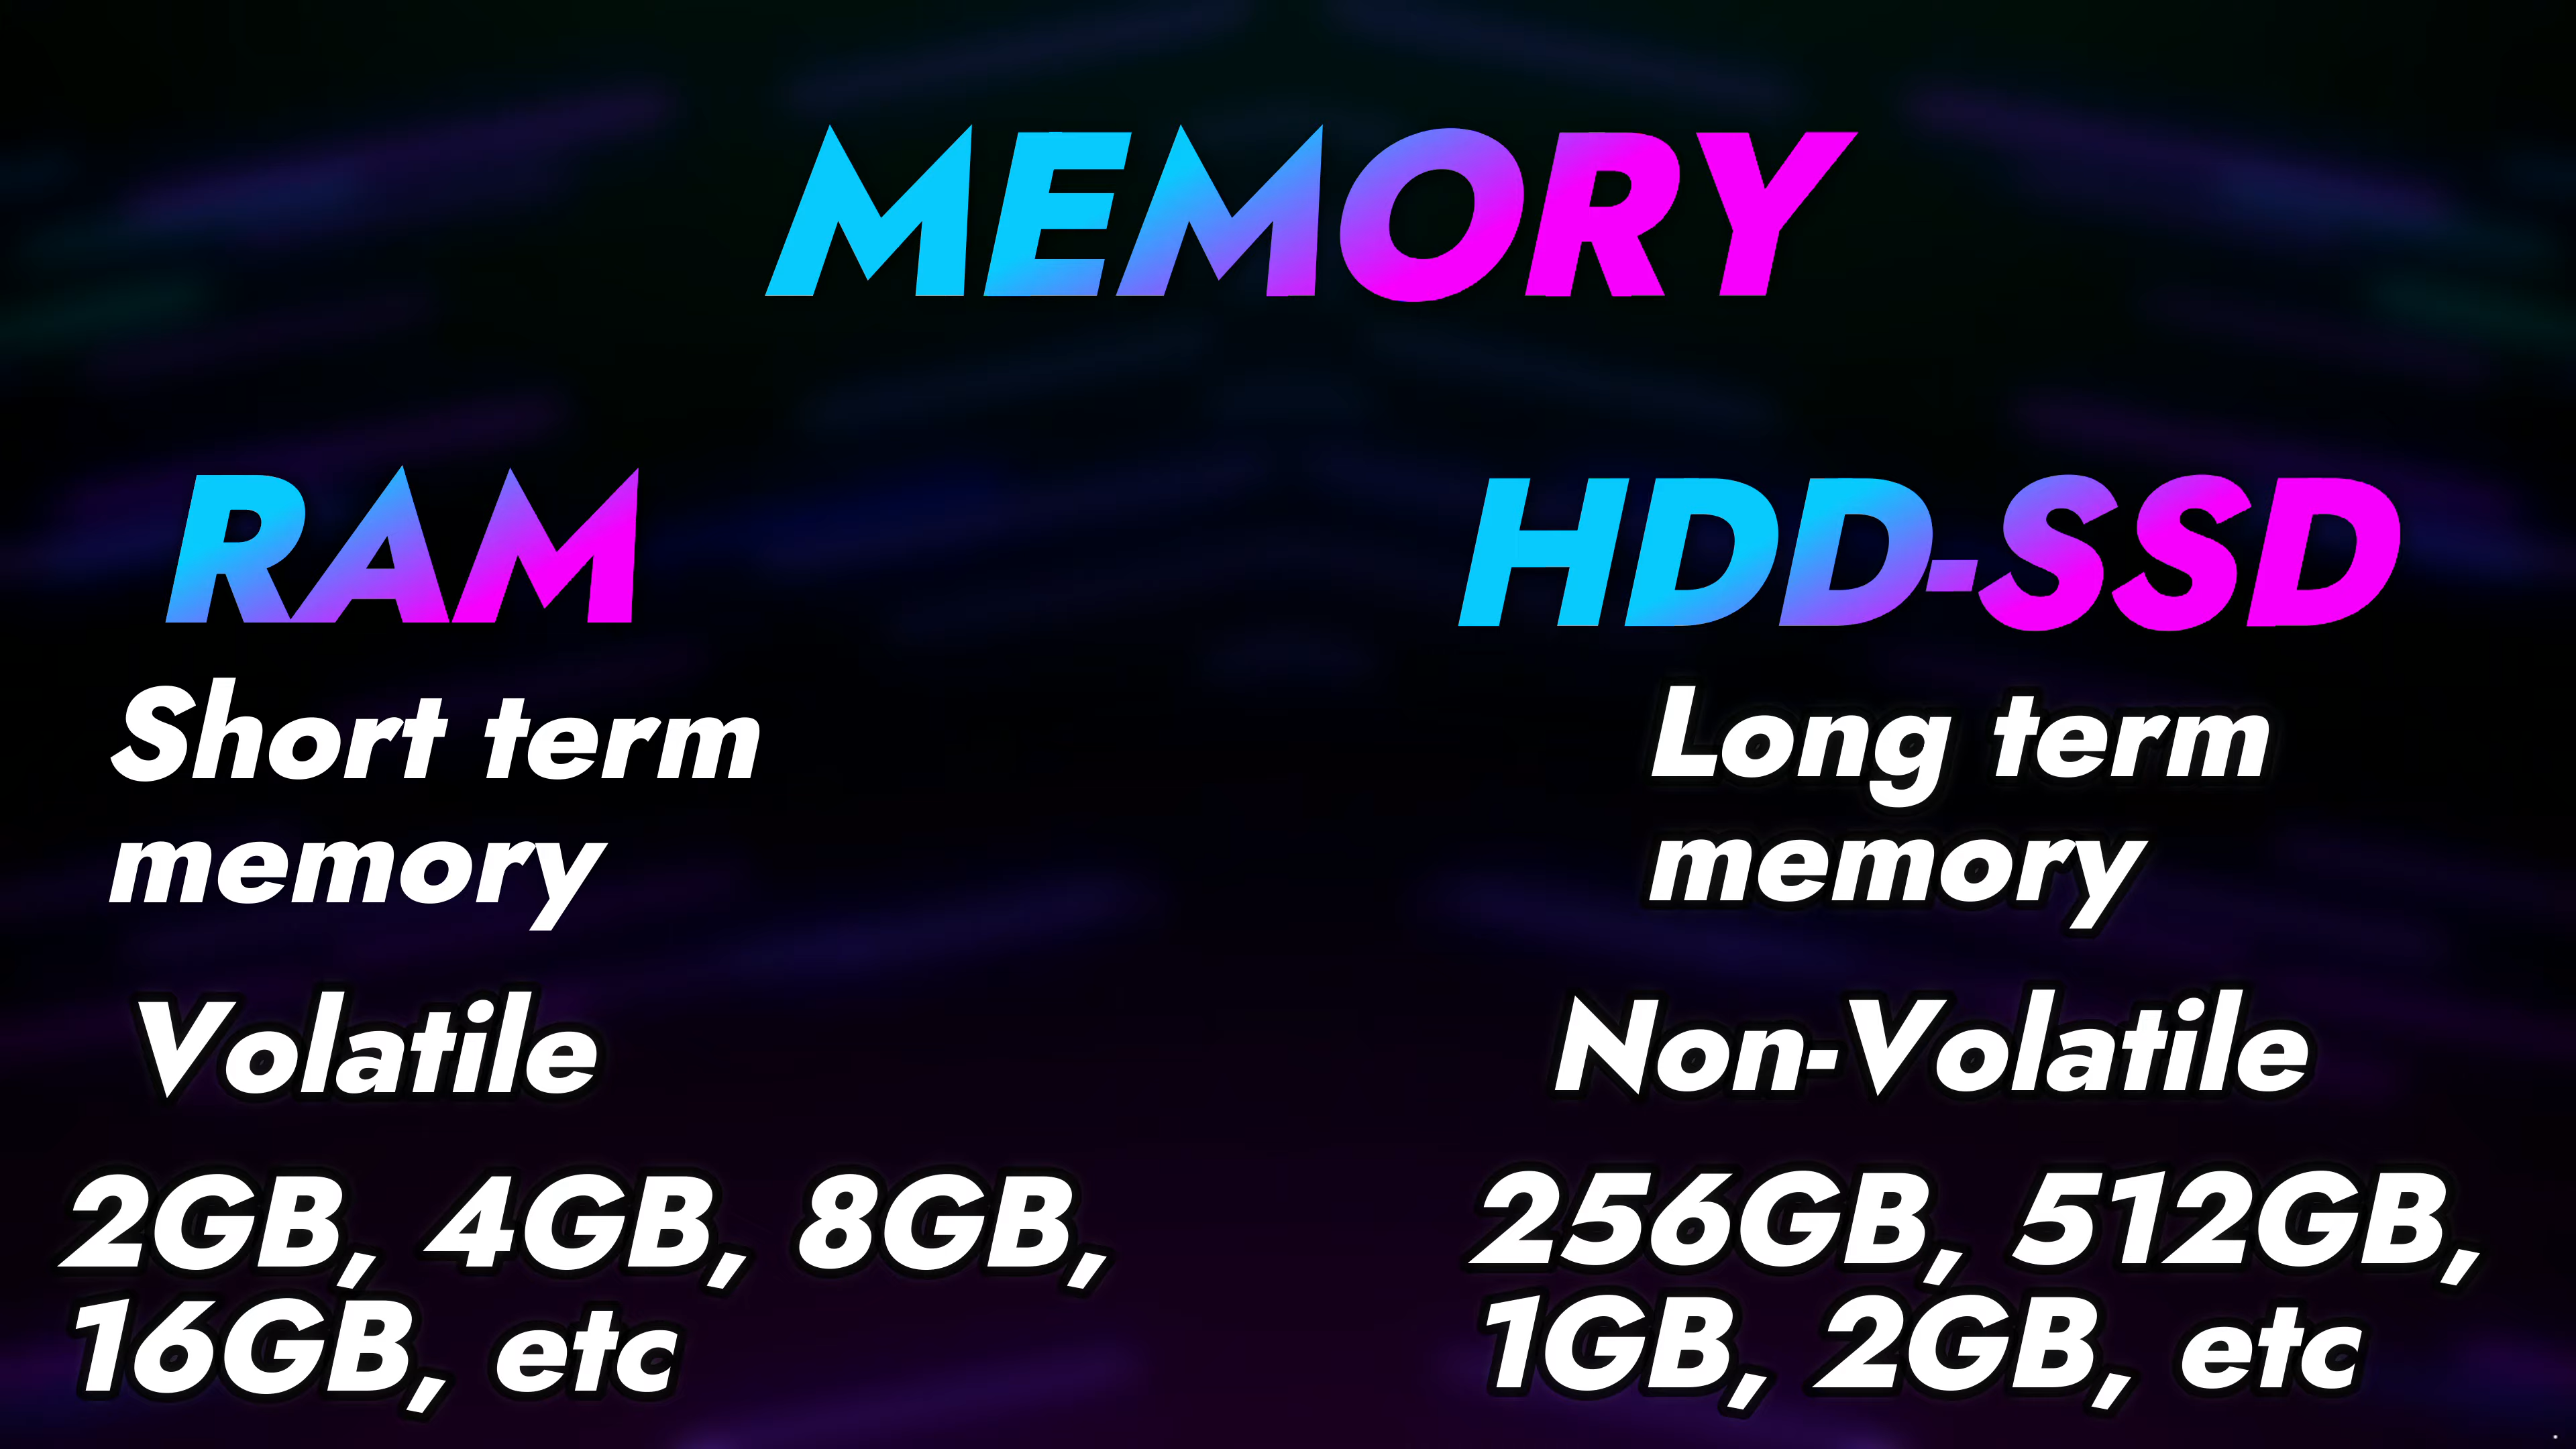 MEMORY
RAM
Short term
memory
Volatile
2GB, 4GB, 8GB,
16GB, etc
HDD-SSD
Long term
memory
Non-Volatile
256GB, 512GB,
1GB, 2GB, etc